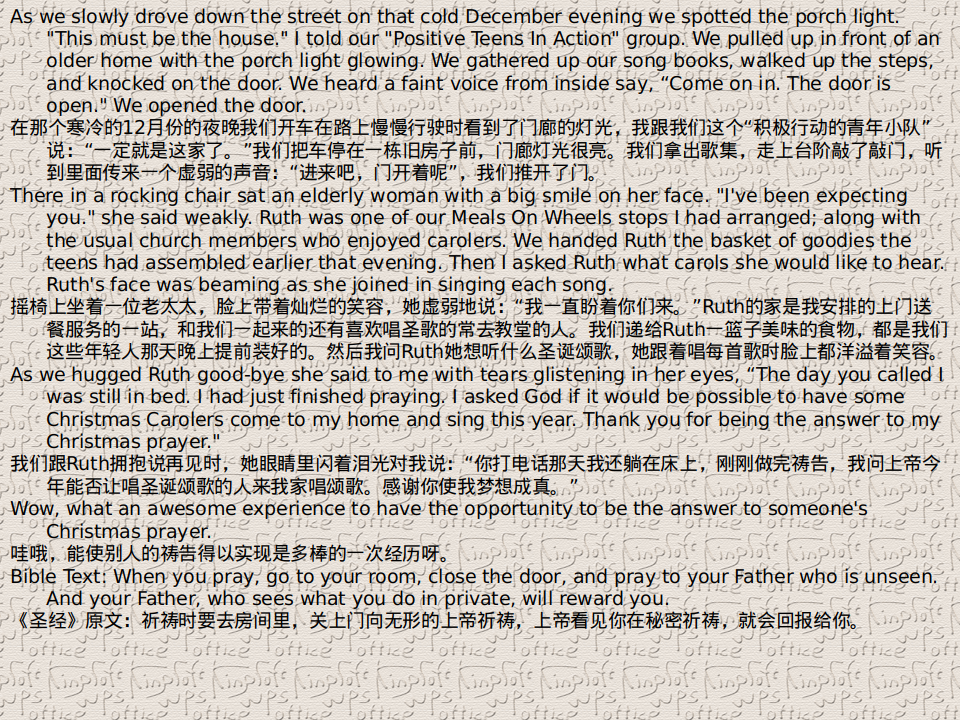 As we slowly drove down the street on that cold December evening we spotted the porch light.
"This must be the house." I told our "Positive Teens In Action" group. We pulled up in front of an
older home with the porch light glowing. We gathered up our song books, walked up the steps,
and knocked on the door. We heard a faint voice from inside say, “Come on in. The door is
open." We opened the door.
在那个寒冷的12月份的夜晚我们开车在路上慢慢行驶时看到了门廊的灯光，我跟我们这个“积极行动的青年小队”
说：“一定就是这家了。”我们把车停在一栋旧房子前，门廊灯光很亮。我们拿出歌集，走上台阶敲了敲门，听
到里面传来一个虚弱的声音：“进来吧，门开着呢”，我们推开了门。
There in a rocking chair sat an elderly woman with a big smile on her face. "I've been expecting
you." she said weakly. Ruth was one of our Meals On Wheels stops I had arranged; along with
the usual church members who enjoyed carolers. We handed Ruth the basket of goodies the
teens had assembled earlier that evening. Then I asked Ruth what carols she would like to hear.
Ruth's face was beaming as she joined in singing each song.
摇椅上坐着一位老太太，脸上带着灿烂的笑容，她虚弱地说：“我一直盼着你们来。”Ruth的家是我安排的上门送
餐服务的一站，和我们一起来的还有喜欢唱圣歌的常去教堂的人。我们递给Ruth一篮子美味的食物，都是我们
这些年轻人那天晚上提前装好的。然后我问Ruth她想听什么圣诞颂歌，她跟着唱每首歌时脸上都洋溢着笑容。
As we hugged Ruth good-bye she said to me with tears glistening in her eyes, “The day you called I
was still in bed. I had just finished praying. I asked God if it would be possible to have some
Christmas Carolers come to my home and sing this year. Thank you for being the answer to my
Christmas prayer."
我们跟Ruth拥抱说再见时，她眼睛里闪着泪光对我说：“你打电话那天我还躺在床上，刚刚做完祷告，我问上帝今
年能否让唱圣诞颂歌的人来我家唱颂歌。感谢你使我梦想成真。”
Wow, what an awesome experience to have the opportunity to be the answer to someone's
Christmas prayer.
哇哦，能使别人的祷告得以实现是多棒的一次经历呀。
Bible Text: When you pray, go to your room, close the door, and pray to your Father who is unseen.
And your Father, who sees what you do in private, will reward you.
《圣经》原文：祈祷时要去房间里，关上门向无形的上帝祈祷，上帝看见你在秘密祈祷，就会回报给你。